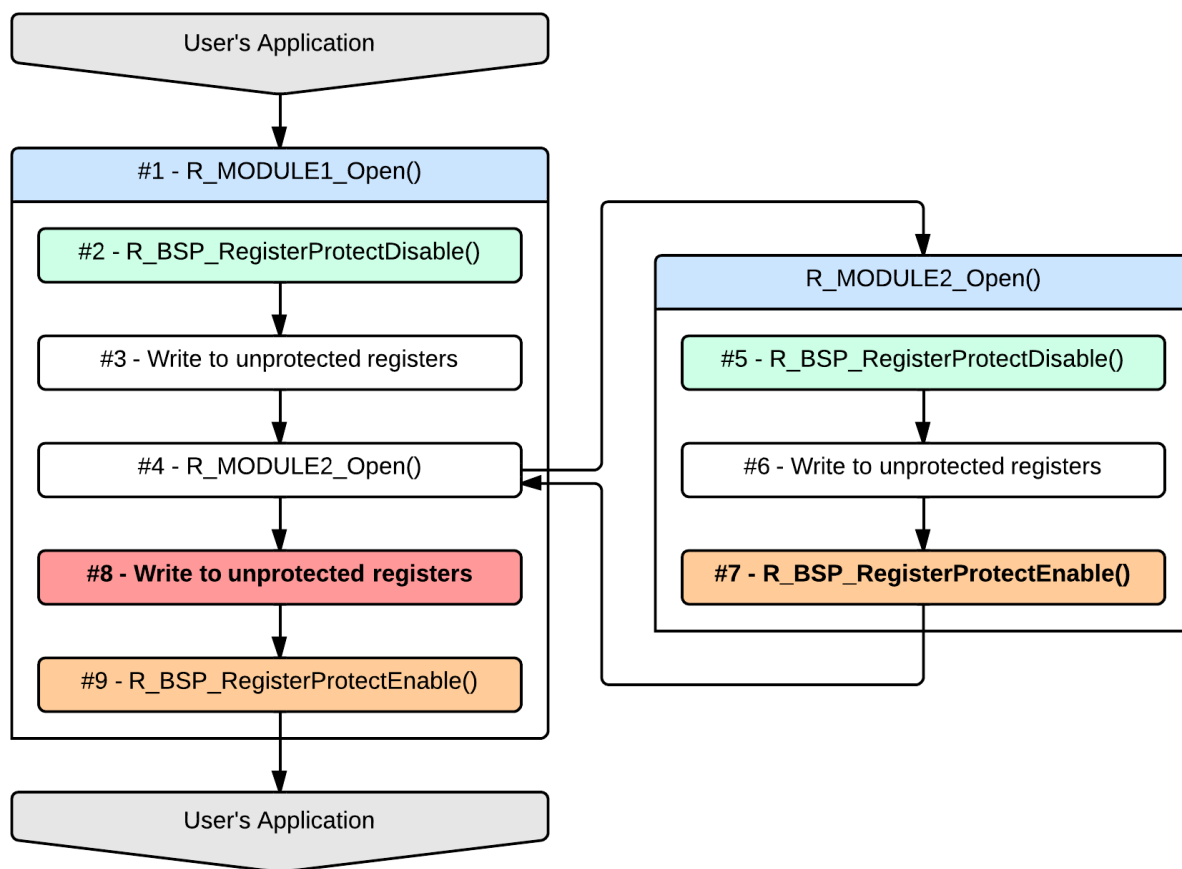 User's Application
#1 - R_MODULE1_Open()
#2 - R_BSP_RegisterProtectDisable()
#3 - Write to unprotected registers
#4 - R_MODULE2_Open()
R_MODULE2_Open()
#5 - R_BSP_RegisterProtectDisable()
#6 - Write to unprotected registers
#7 - R_BSP_RegisterProtectEnable()
#8 - Write to unprotected registers
#9 - R_BSP_RegisterProtectEnable()
User's Application